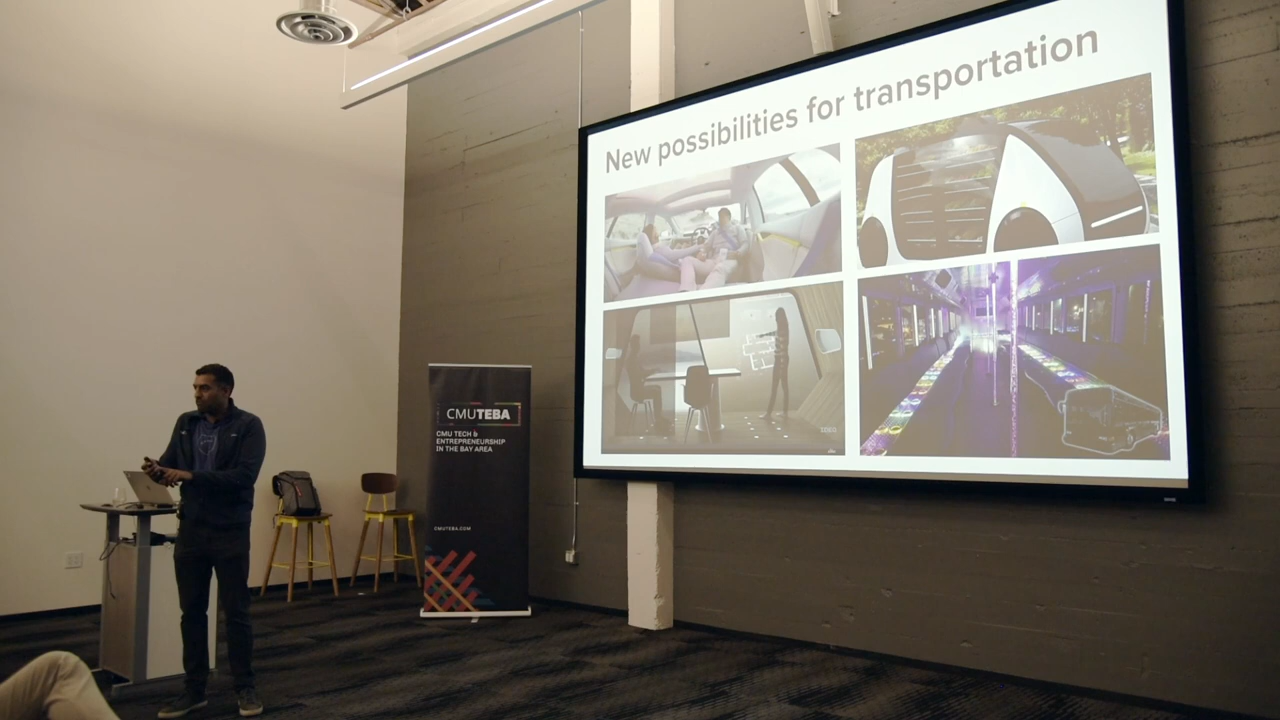 New possibilities for transportation
CMUTEBA
CMU TECH &
ENTREPRENEURSHIP
IN THE BAY AREA
CMUTEBA.COM